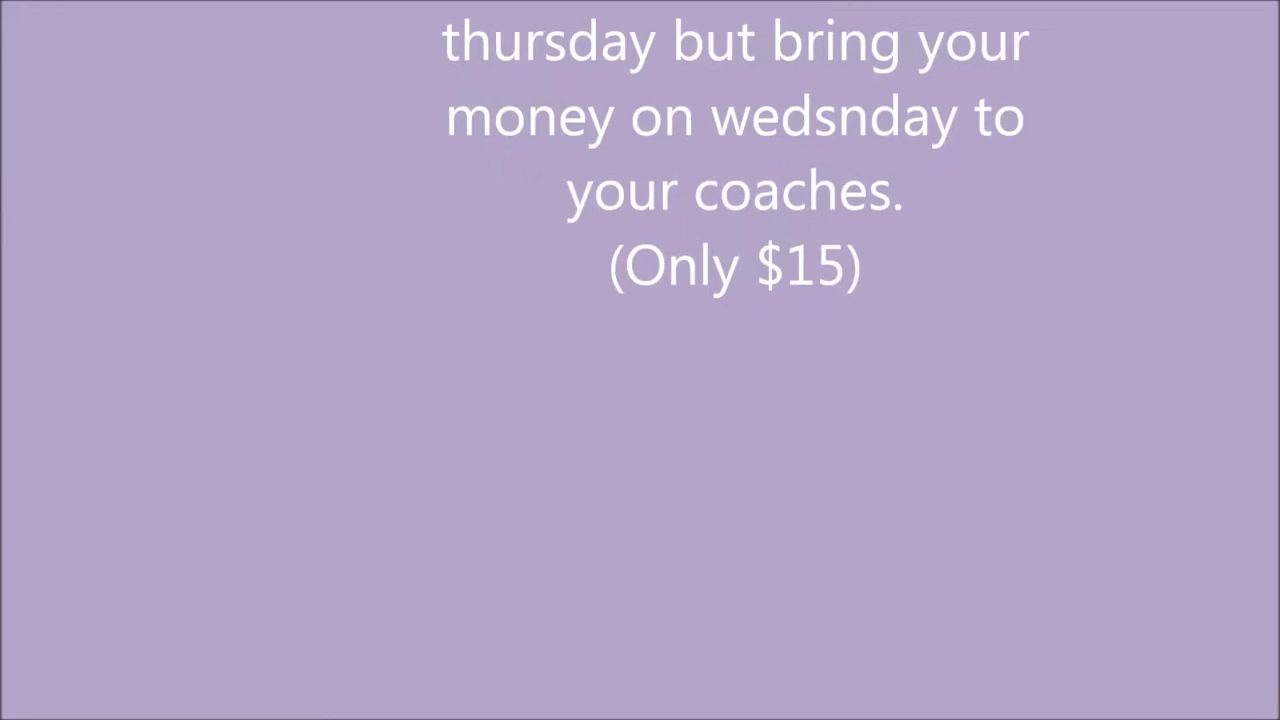 thursday but bring your
money on wedsnday to
your coaches.
(Only $15)